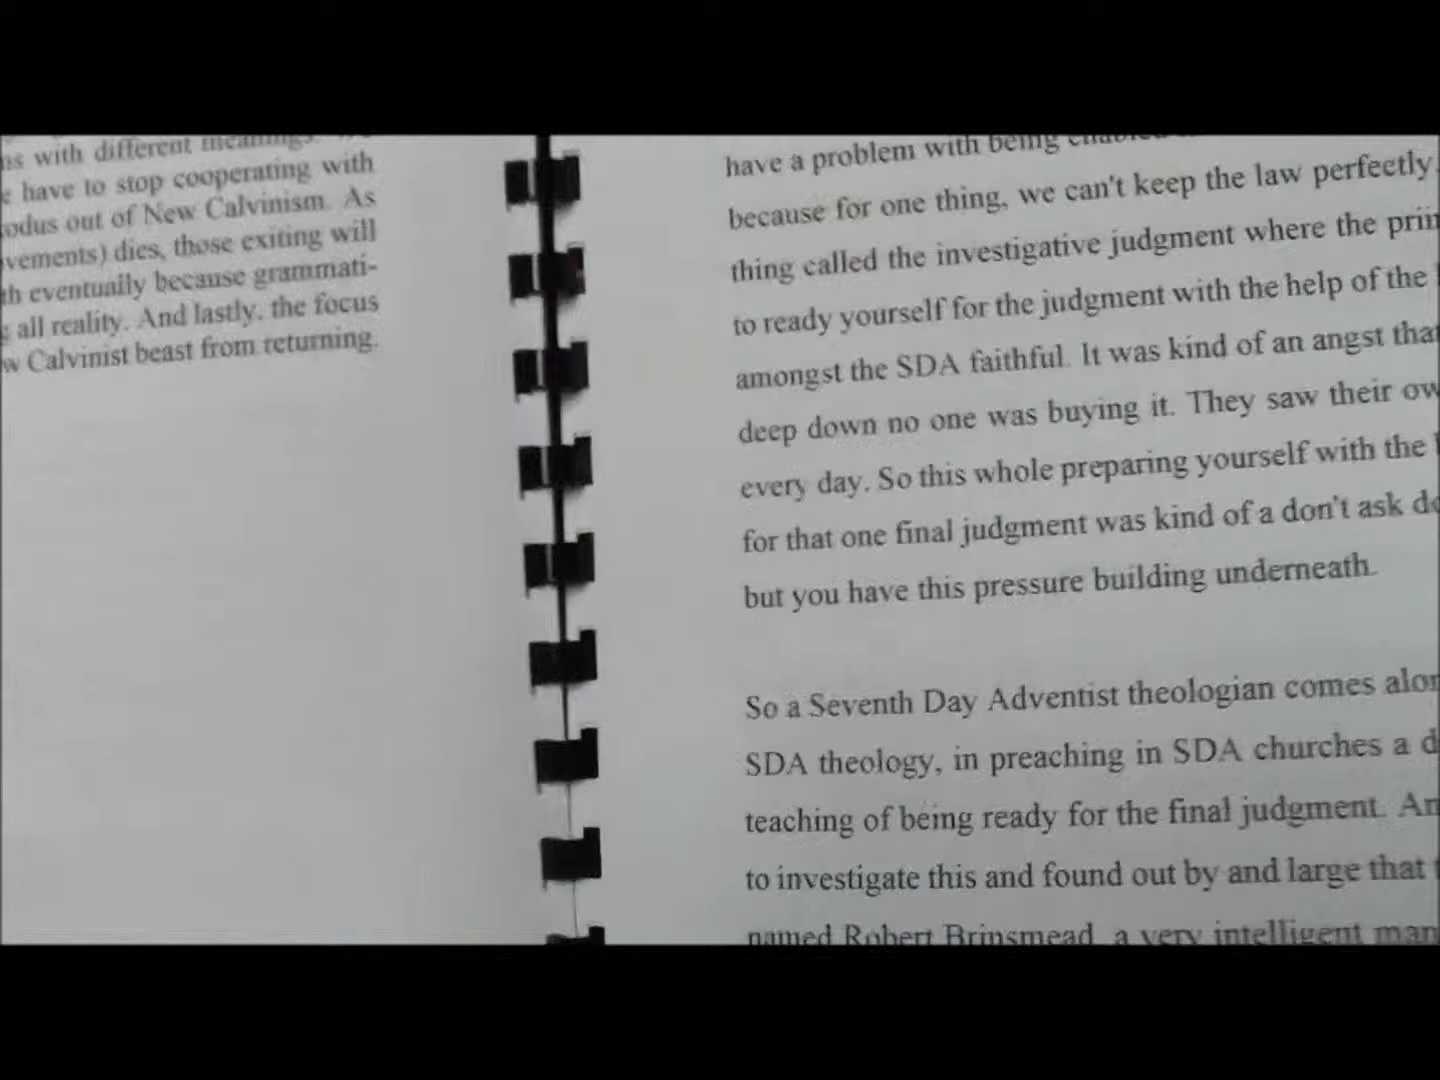 with different meanings.
have to stop cooperating with
out of New Calvinism. As
dies, those exiting will
eventually because grammati-
all reality. And lastly, the focus
Calvinist beast from returning.
have a problem with being enabled
because for one thing, we can't keep the law perfectly
thing called the investigative judgment where the
to ready yourself for the judgment with the help of the
amongst the SDA faithful. It was kind of an angst that
deep down no one was buying it. They saw their
every day. So this whole preparing yourself with the
for that one final judgment was kind of a don't ask
but you have this pressure building underneath.
So a Seventh Day Adventist theologian comes
SDA theology, in preaching in SDA churches a
teaching of being ready for the final judgment.
to investigate this and found out by and large that
named Robert Brinsmead, a very intelligent man